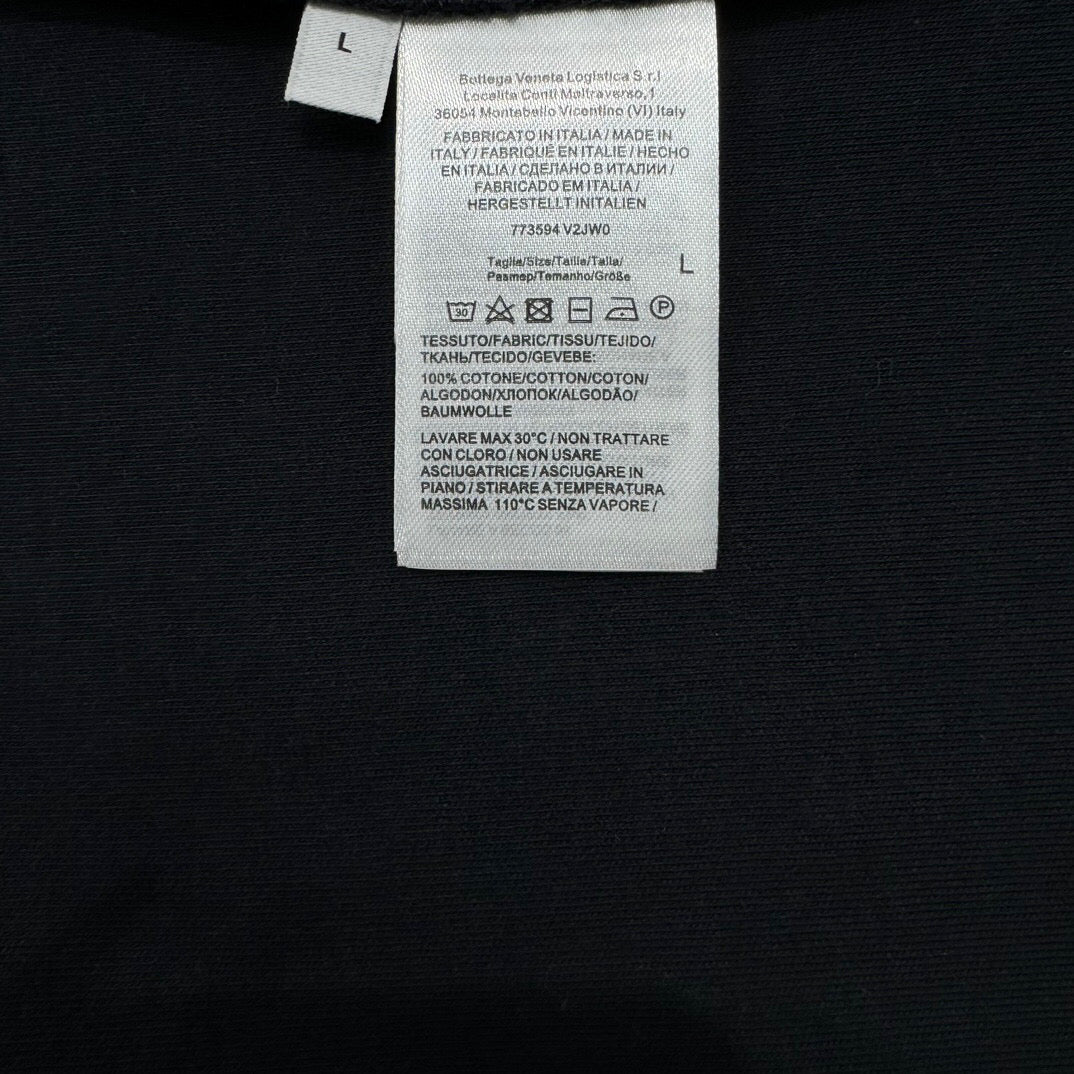 L
Bottega Veneta Logistica S.r.l
Localita Conti Maltraverso,1
36054 Montebello Vicentino (VI) Italy
FABBRICATO IN ITALIA / MADE IN
ITALY / FABRIQUÉ EN ITALIE / HECHO
EN ITALIA / СДЕЛАНО В ИТАЛИИ /
FABRICADO EM ITALIA /
HERGESTELLT INITALIEN
773594 V2JW0
Taglia/Size/Taille/Talla/
Размер/Tamanho/Größe
L
30
P
TESSUTO/FABRIC/TISSU/TEJIDO/
ТКАНЬ/TECIDO/GEVEBE:
100% COTONE/COTTON/COTON/
ALGODON/ХЛОПОК/ALGODÃO/
BAUMWOLLE
LAVARE MAX 30°C / NON TRATTARE
CON CLORO / NON USARE
ASCIUGATRICE / ASCIUGARE IN
PIANO / STIRARE A TEMPERATURA
MASSIMA 110°C SENZA VAPORE /